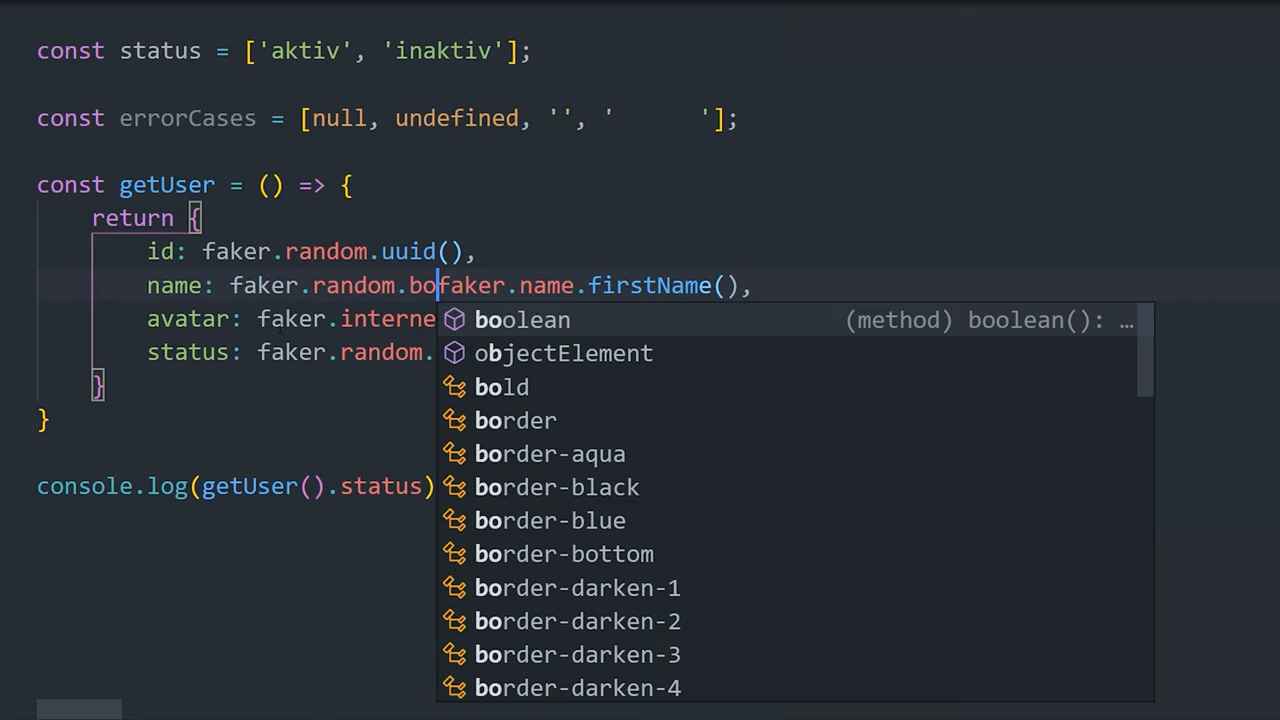 const status = ['aktiv', 'inaktiv'];
const errorCases = [null, undefined, '', '      '];
const getUser = () => {
return {
id: faker.random.uuid(),
name: faker.random.bofaker.name.firstName(),
avatar: faker.interne
status: faker.random.
}
}
console.log(getUser().status)
boolean (method) boolean(): …
objectElement
bold
border
border-aqua
border-black
border-blue
border-bottom
border-darken-1
border-darken-2
border-darken-3
border-darken-4